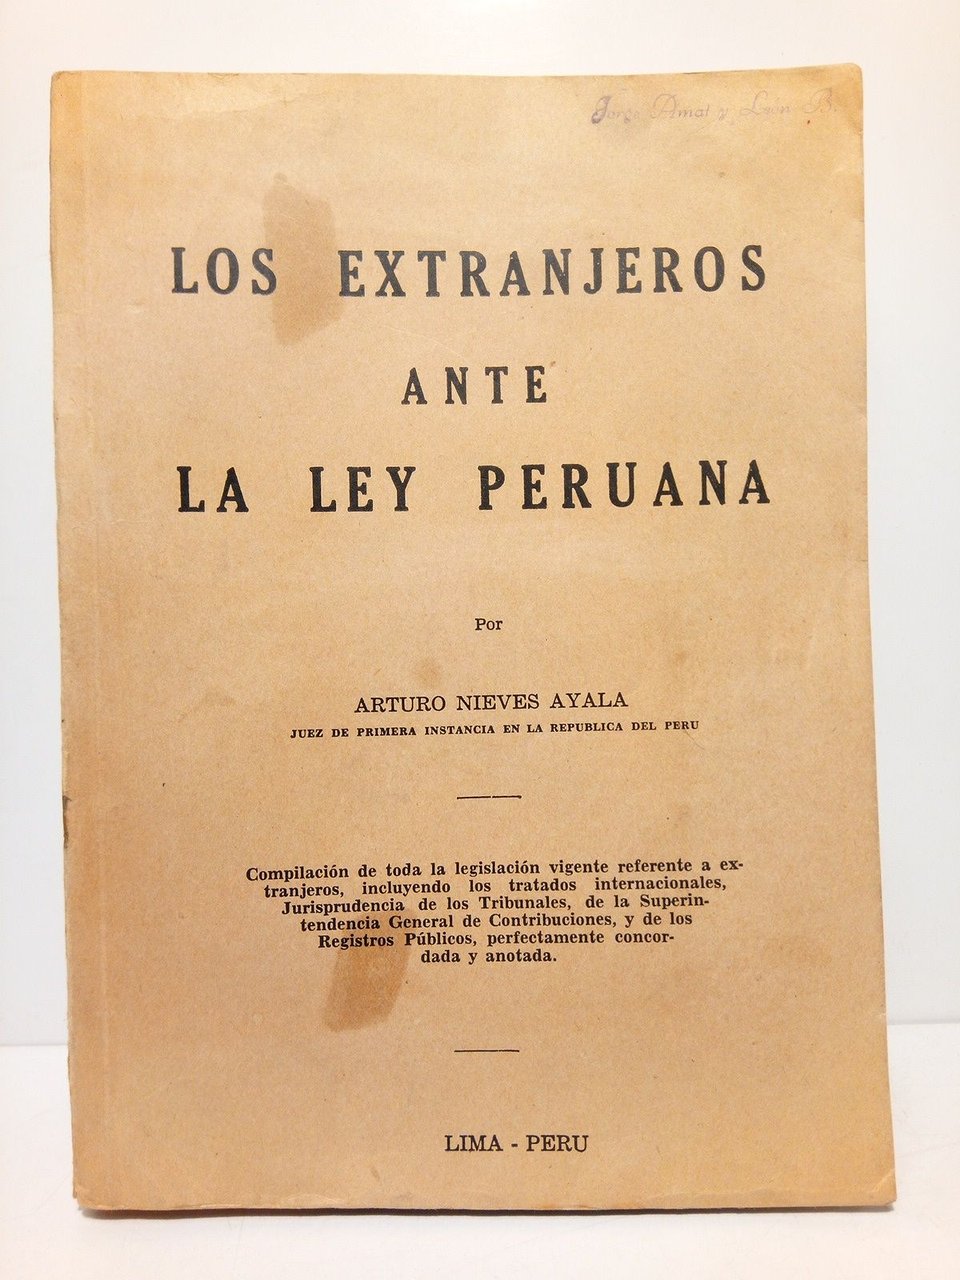 Jorge Amat y León B.
LOS EXTRANJEROS
ANTE
LA LEY PERUANA
Por
ARTURO NIEVES AYALA
JUEZ DE PRIMERA INSTANCIA EN LA REPUBLICA DEL PERU
Compilación de toda la legislación vigente referente a ex-
tranjeros, incluyendo los tratados internacionales,
Jurisprudencia de los Tribunales, de la Superin-
tendencia General de Contribuciones, y de los
Registros Públicos, perfectamente concor-
dada y anotada.
LIMA - PERU